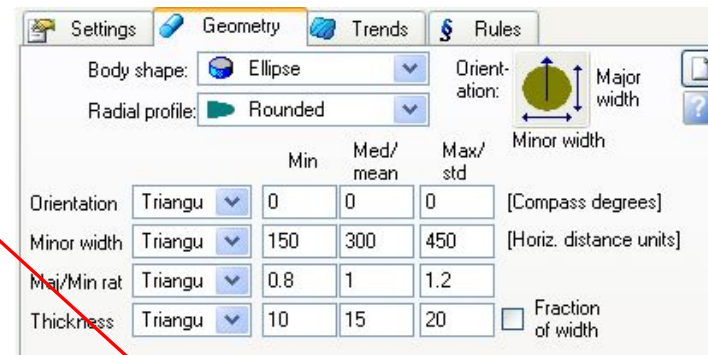 Settings Geometry Trends § Rules
Body shape: Ellipse Orient-
ation: Major
width
Radial profile: Rounded
Minor width
Min Med/
mean Max/
std
Orientation Triangu 0 0 0 [Compass degrees]
Minor width Triangu 150 300 450 [Horiz. distance units]
Maj/Min rat Triangu 0.8 1 1.2
Thickness Triangu 10 15 20 Fraction
of width